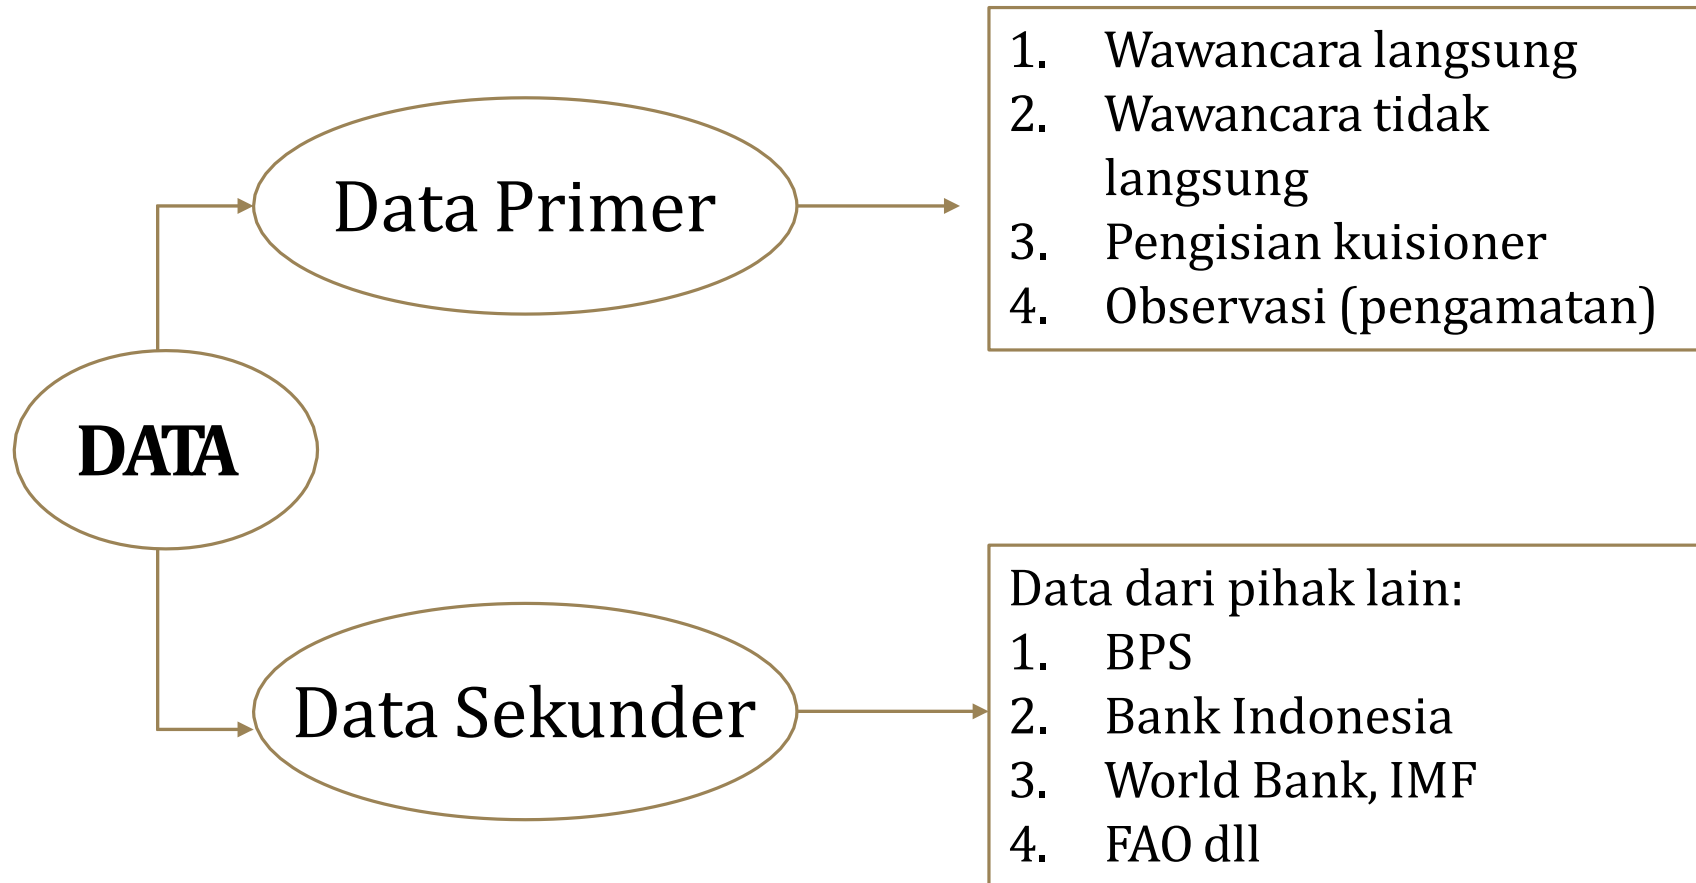 1. Wawancara langsung
2. Wawancara tidak
langsung
3. Pengisian kuisioner
4. Observasi (pengamatan)
Data Primer
DATA
Data Sekunder
Data dari pihak lain:
1. BPS
2. Bank Indonesia
3. World Bank, IMF
4. FAO dll